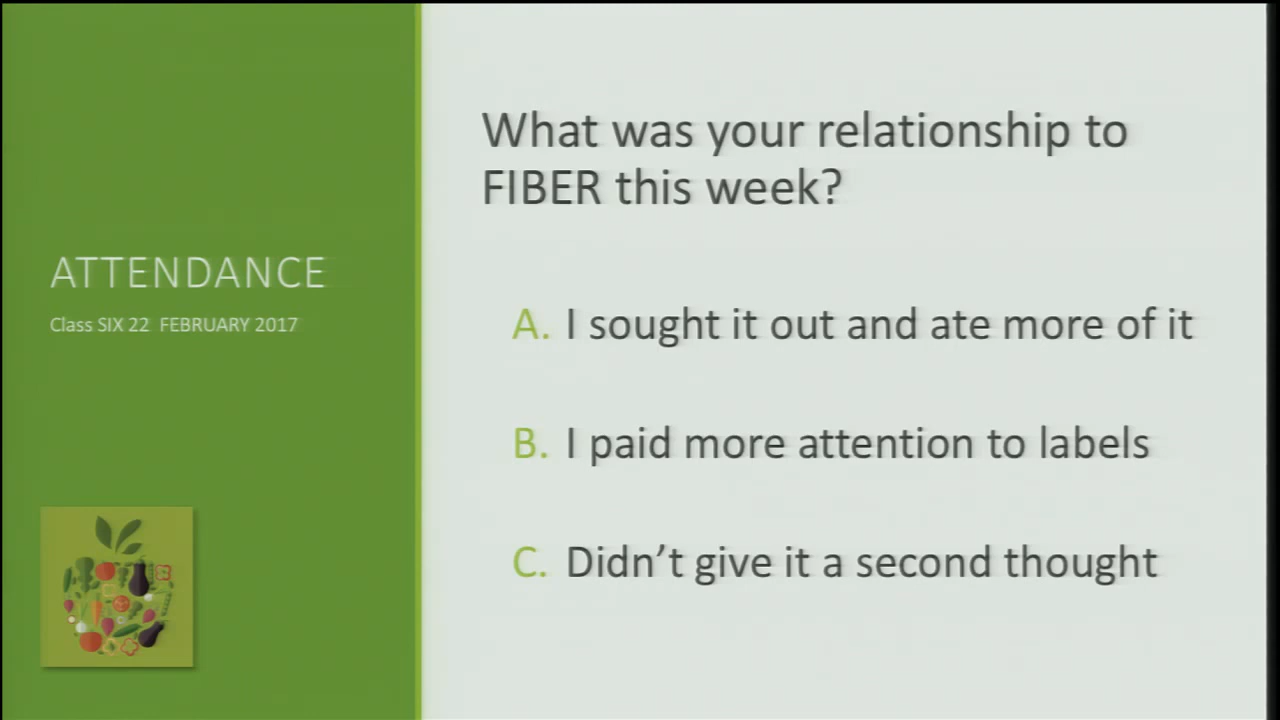 ATTENDANCE
Class SIX 22 FEBRUARY 2017
What was your relationship to
FIBER this week?
A. I sought it out and ate more of it
B. I paid more attention to labels
C. Didn’t give it a second thought